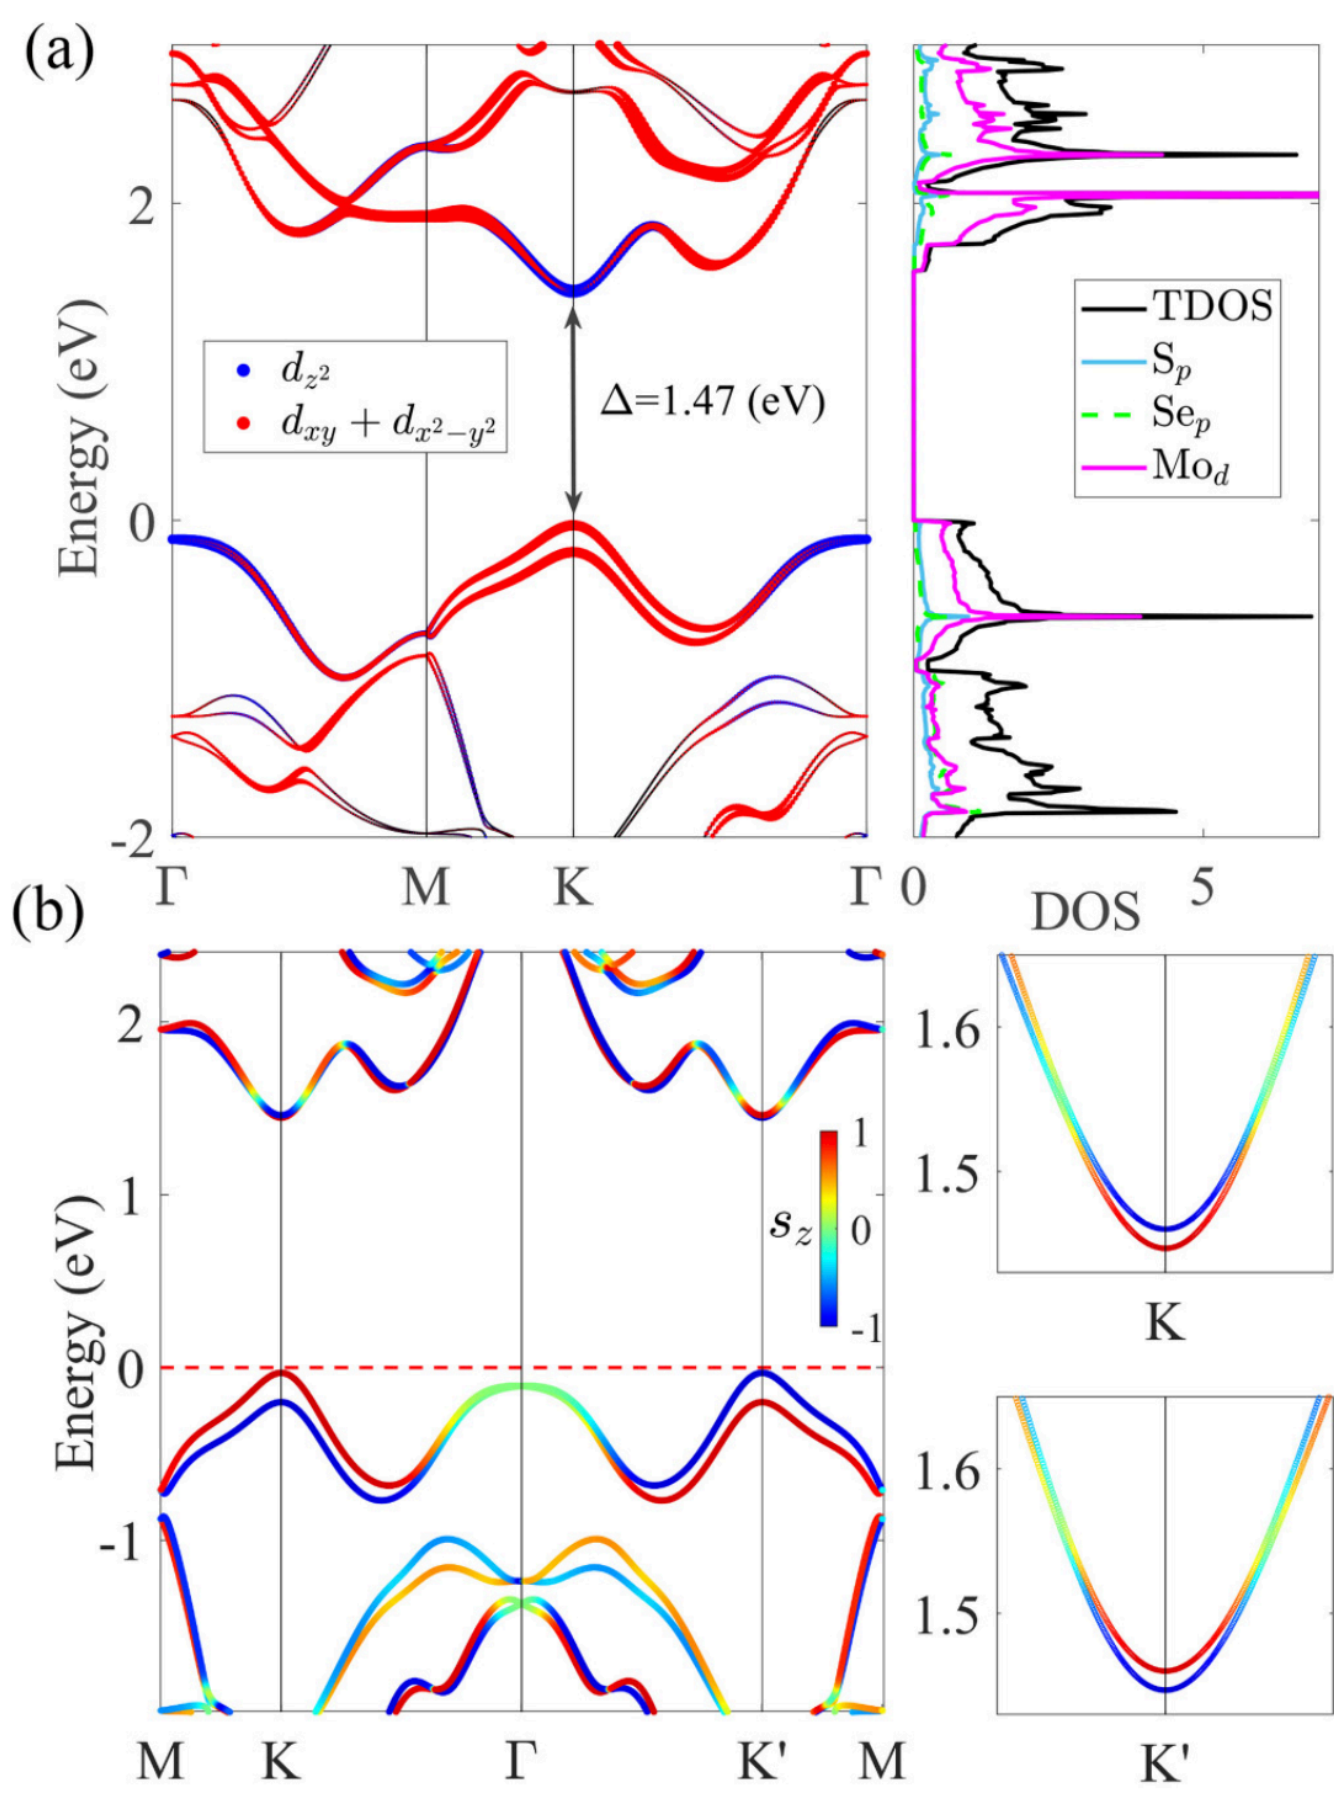 (a)
Energy (eV)
2
0
-2
d_{z^2}
d_{xy} + d_{x^2-y^2}
Δ=1.47 (eV)
Γ M K Γ
TDOS
S_p
Se_p
Mo_d
0 5
DOS
(b)
Energy (eV)
2
1
0
-1
s_z
1
0
-1
M K Γ K' M
1.6
1.5
K
1.6
1.5
K'